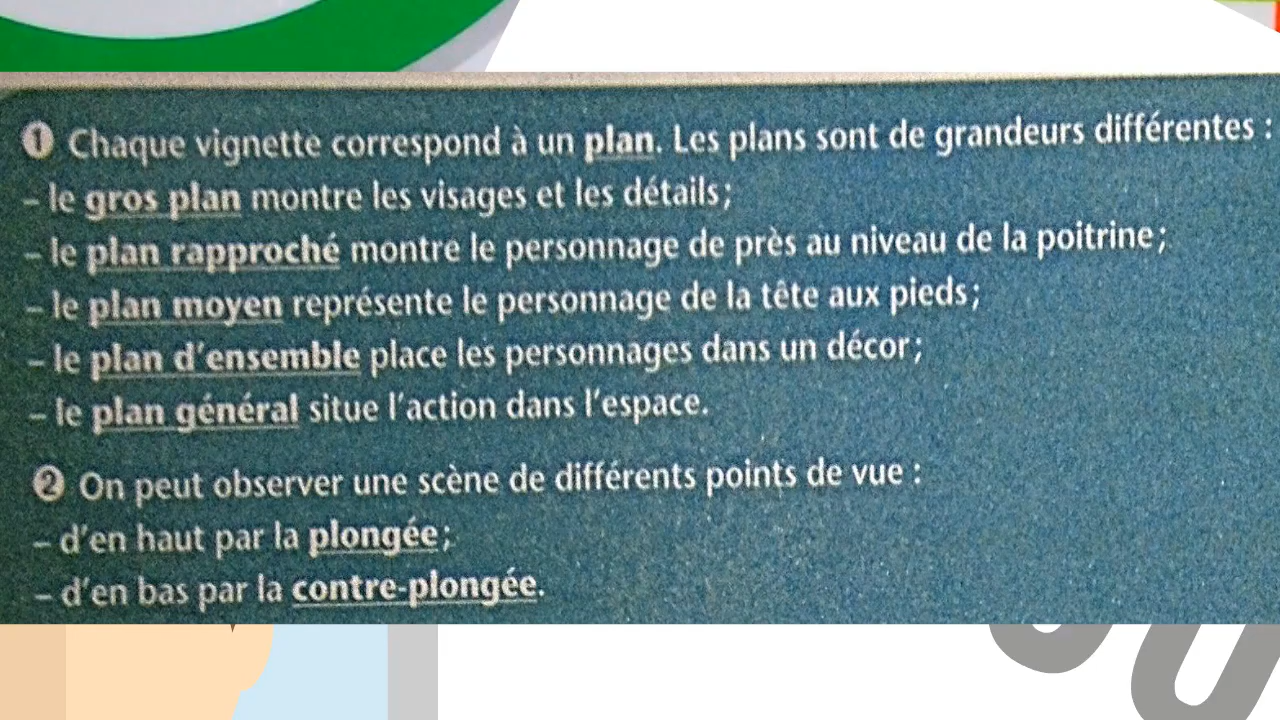 ① Chaque vignette correspond à un plan. Les plans sont de grandeurs différentes :
– le gros plan montre les visages et les détails;
– le plan rapproché montre le personnage de près au niveau de la poitrine;
– le plan moyen représente le personnage de la tête aux pieds;
– le plan d'ensemble place les personnages dans un décor;
– le plan général situe l'action dans l'espace.
② On peut observer une scène de différents points de vue :
– d'en haut par la plongée;
– d'en bas par la contre-plongée.